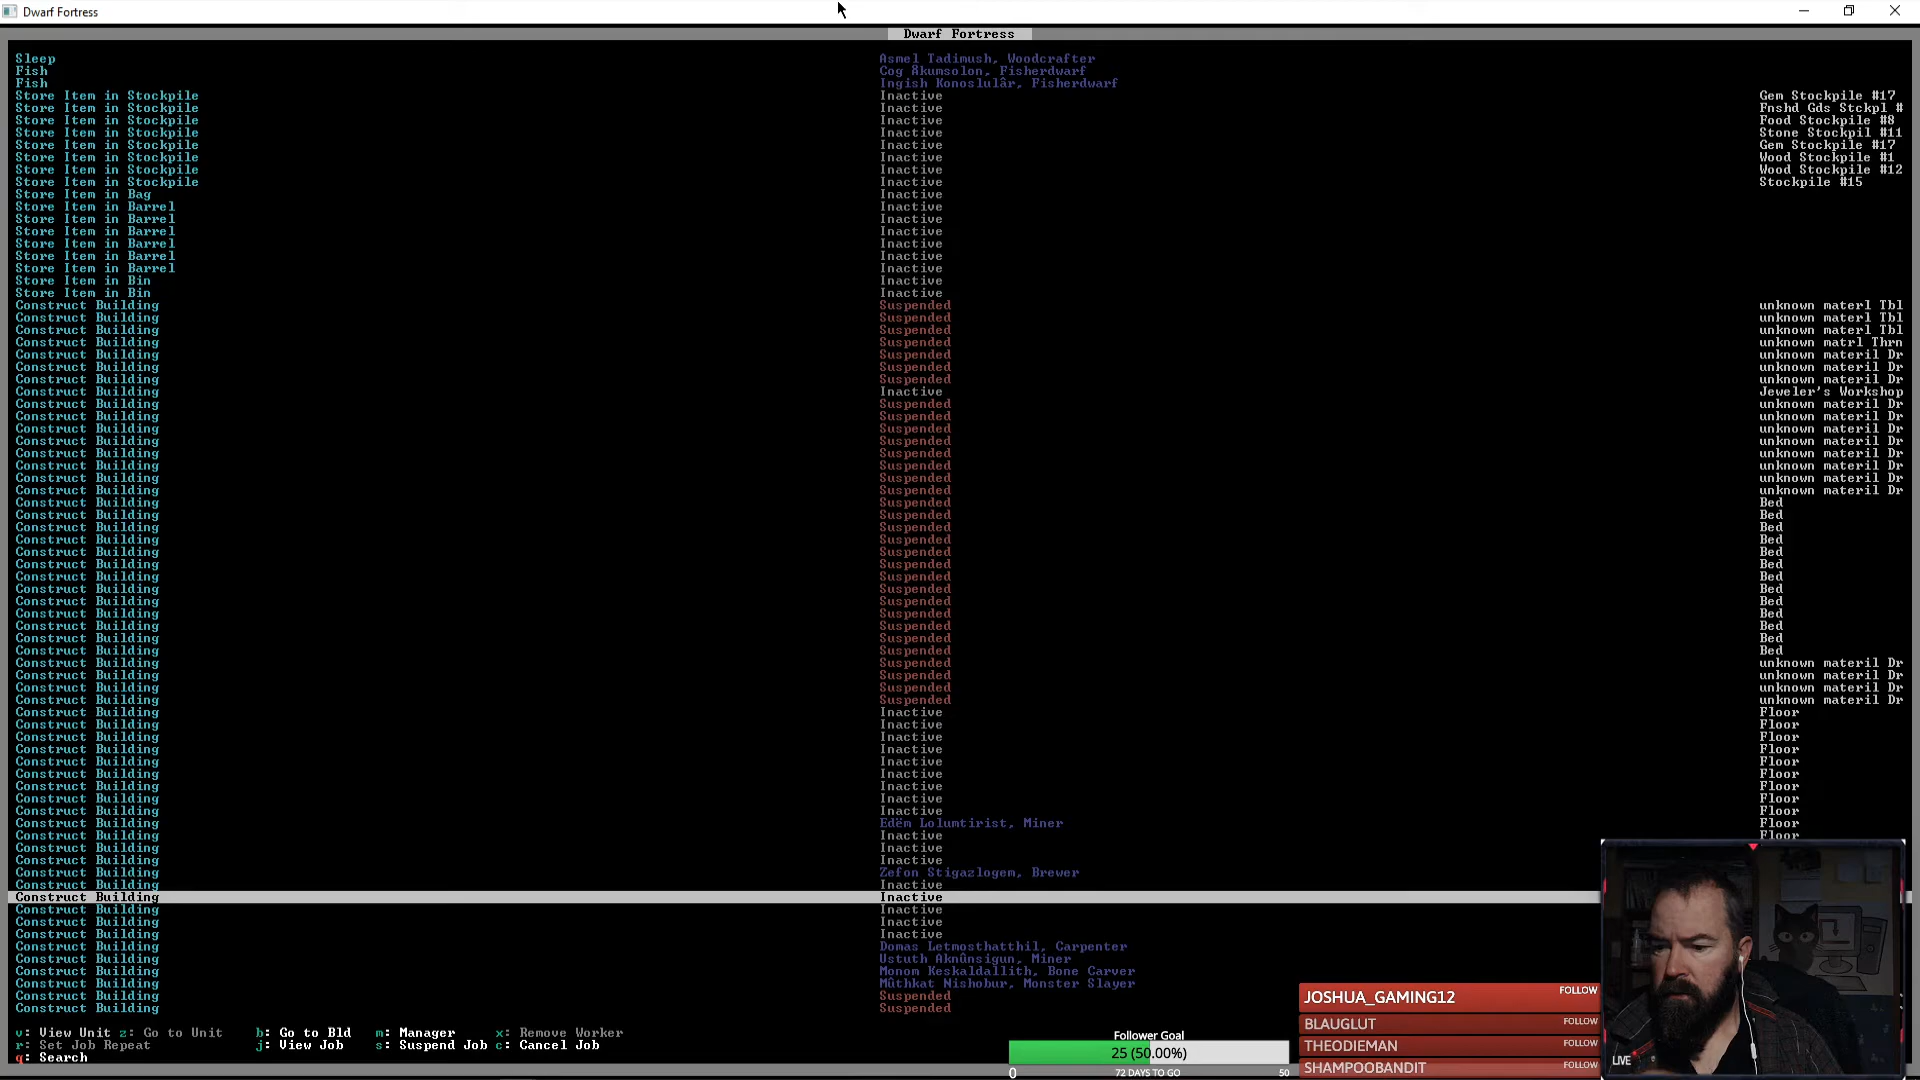 Dwarf Fortress
Dwarf Fortress
Sleep Asmel Tadimush, Woodcrafter
Fish Cog Åkumsolon, Fisherdwarf
Fish Ingish Konoslulâr, Fisherdwarf
Store Item in Stockpile Inactive Gem Stockpile #17
Store Item in Stockpile Inactive Fnshd Gds Stckpl #
Store Item in Stockpile Inactive Food Stockpile #8
Store Item in Stockpile Inactive Stone Stockpil #11
Store Item in Stockpile Inactive Gem Stockpile #17
Store Item in Stockpile Inactive Wood Stockpile #1
Store Item in Stockpile Inactive Wood Stockpile #12
Store Item in Stockpile Inactive Stockpile #15
Store Item in Bag Inactive
Store Item in Barrel Inactive
Store Item in Barrel Inactive
Store Item in Barrel Inactive
Store Item in Barrel Inactive
Store Item in Barrel Inactive
Store Item in Barrel Inactive
Store Item in Bin Inactive
Store Item in Bin Inactive
Construct Building Suspended unknown materl Tbl
Construct Building Suspended unknown materl Tbl
Construct Building Suspended unknown materl Tbl
Construct Building Suspended unknown matrl Thrn
Construct Building Suspended unknown materil Dr
Construct Building Suspended unknown materil Dr
Construct Building Suspended unknown materil Dr
Construct Building Inactive Jeweler's Workshop
Construct Building Suspended unknown materil Dr
Construct Building Suspended unknown materil Dr
Construct Building Suspended unknown materil Dr
Construct Building Suspended unknown materil Dr
Construct Building Suspended unknown materil Dr
Construct Building Suspended unknown materil Dr
Construct Building Suspended unknown materil Dr
Construct Building Suspended unknown materil Dr
Construct Building Suspended Bed
Construct Building Suspended Bed
Construct Building Suspended Bed
Construct Building Suspended Bed
Construct Building Suspended Bed
Construct Building Suspended Bed
Construct Building Suspended Bed
Construct Building Suspended Bed
Construct Building Suspended Bed
Construct Building Suspended Bed
Construct Building Suspended Bed
Construct Building Suspended Bed
Construct Building Suspended Bed
Construct Building Suspended unknown materil Dr
Construct Building Suspended unknown materil Dr
Construct Building Suspended unknown materil Dr
Construct Building Suspended unknown materil Dr
Construct Building Inactive Floor
Construct Building Inactive Floor
Construct Building Inactive Floor
Construct Building Inactive Floor
Construct Building Inactive Floor
Construct Building Inactive Floor
Construct Building Inactive Floor
Construct Building Inactive Floor
Construct Building Inactive Floor
Construct Building Edëm Lolumtirist, Miner Floor
Construct Building Inactive Floor
Construct Building Inactive
Construct Building Inactive
Construct Building Zefon Stigazlogem, Brewer
Construct Building Inactive
Construct Building Inactive
Construct Building Inactive
Construct Building Inactive
Construct Building Inactive
Construct Building Domas Letmosthatthil, Carpenter
Construct Building Ustuth Aknûnsigun, Miner
Construct Building Monom Keskaldallith, Bone Carver
Construct Building Mûthkat Nishobur, Monster Slayer
Construct Building Suspended
Construct Building Suspended
v: View Unit z: Go to Unit b: Go to Bld m: Manager x: Remove Worker
r: Set Job Repeat j: View Job s: Suspend Job c: Cancel Job
q: Search
Follower Goal
25 (50.00%)
0 72 DAYS TO GO 50
JOSHUA_GAMING12 FOLLOW
BLAUGLUT FOLLOW
THEODIEMAN FOLLOW
SHAMPOOBANDIT FOLLOW
LIVE